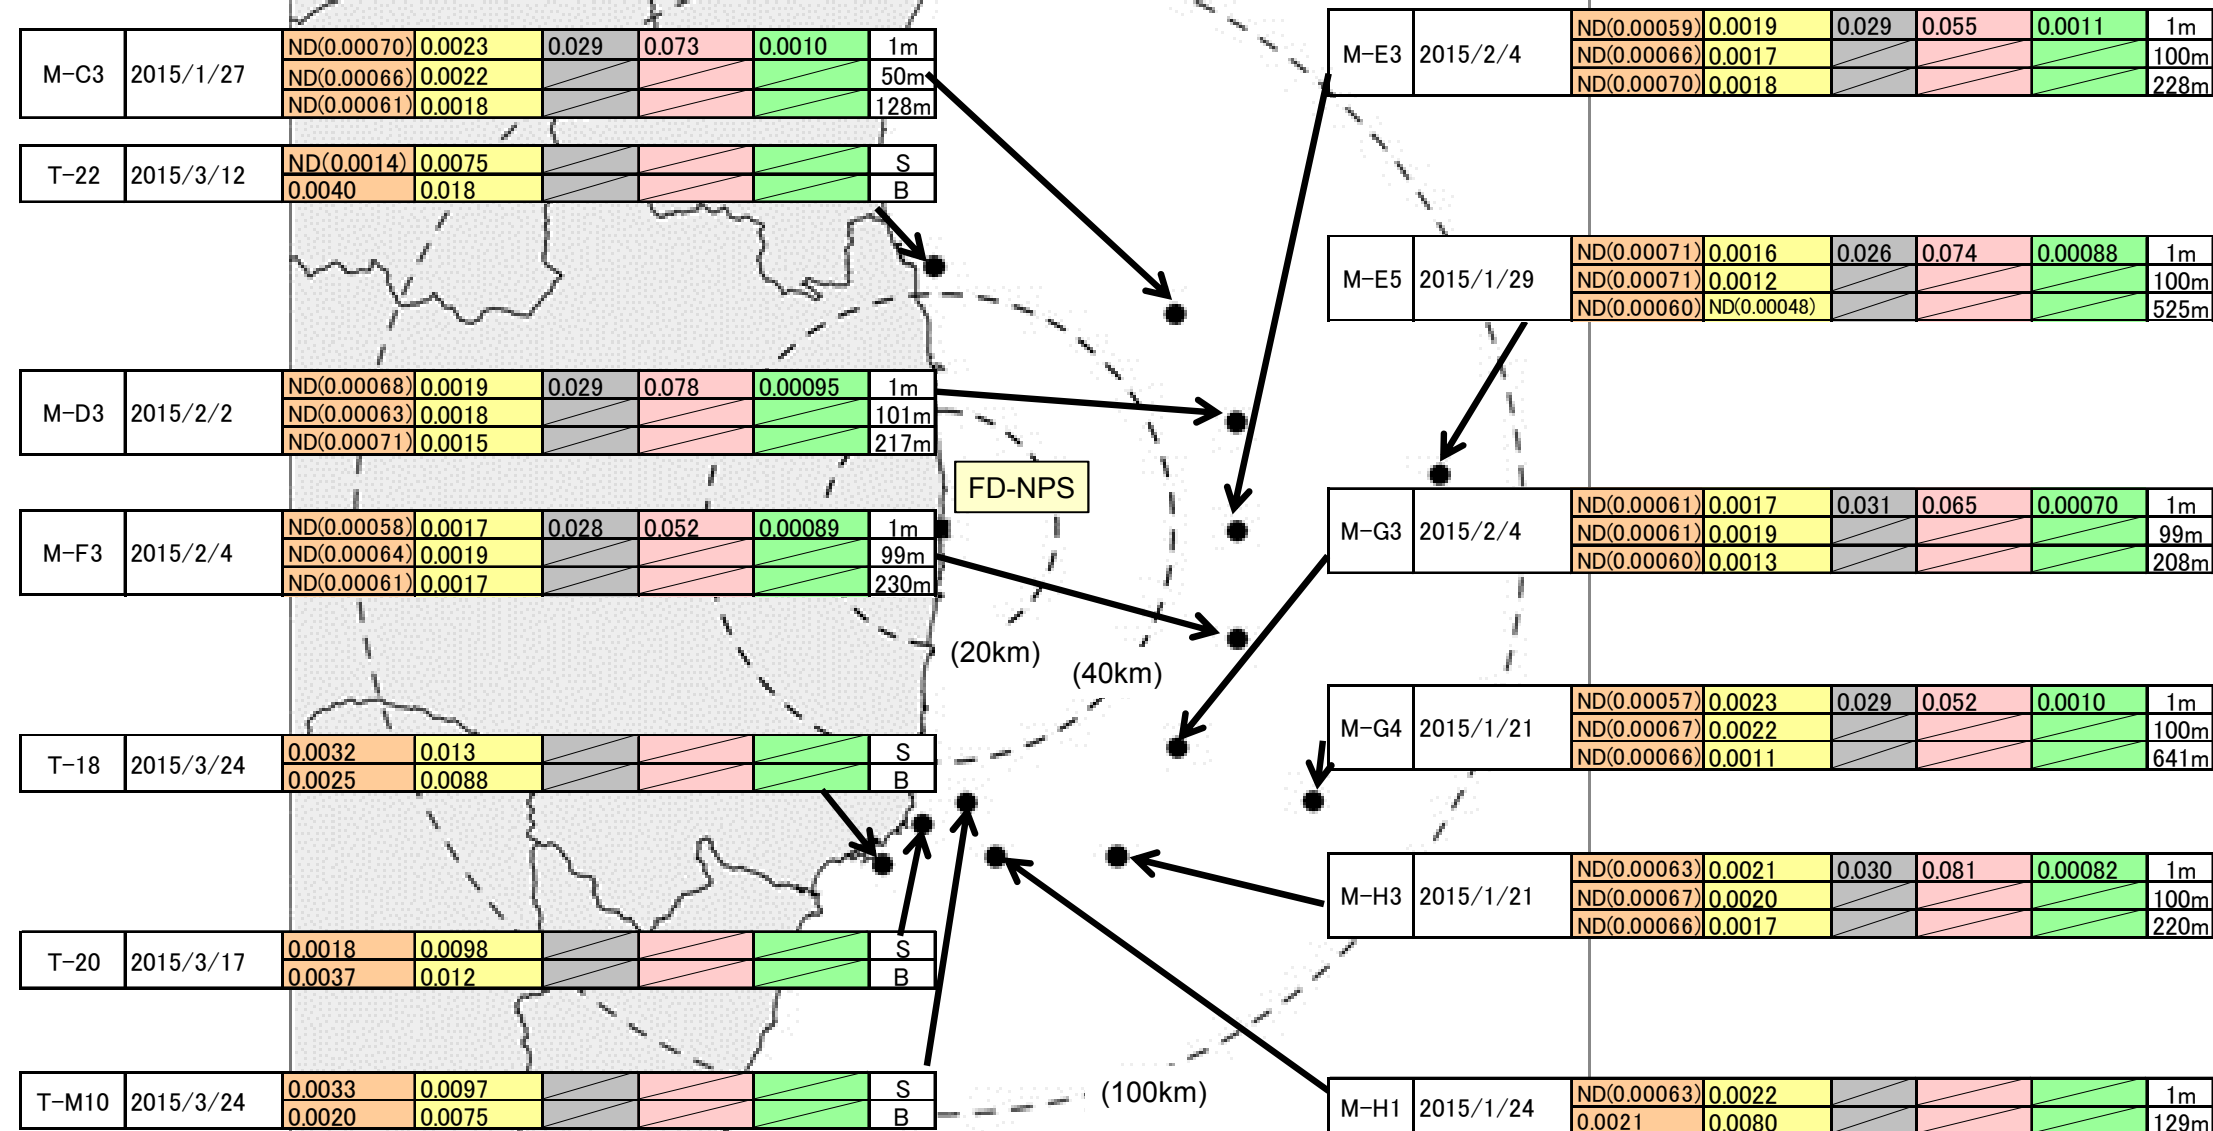 M-C3 2015/1/27 ND(0.00070) 0.0023 0.029 0.073 0.0010 1m
ND(0.00066) 0.0022 50m
ND(0.00061) 0.0018 128m
T-22 2015/3/12 ND(0.0014) 0.0075 S
0.0040 0.018 B
M-D3 2015/2/2 ND(0.00068) 0.0019 0.029 0.078 0.00095 1m
ND(0.00063) 0.0018 101m
ND(0.00071) 0.0015 217m
M-F3 2015/2/4 ND(0.00058) 0.0017 0.028 0.052 0.00089 1m
ND(0.00064) 0.0019 99m
ND(0.00061) 0.0017 230m
T-18 2015/3/24 0.0032 0.013 S
0.0025 0.0088 B
T-20 2015/3/17 0.0018 0.0098 S
0.0037 0.012 B
T-M10 2015/3/24 0.0033 0.0097 S
0.0020 0.0075 B
FD-NPS
(20km)
(40km)
(100km)
M-E3 2015/2/4 ND(0.00059) 0.0019 0.029 0.055 0.0011 1m
ND(0.00066) 0.0017 100m
ND(0.00070) 0.0018 228m
M-E5 2015/1/29 ND(0.00071) 0.0016 0.026 0.074 0.00088 1m
ND(0.00071) 0.0012 100m
ND(0.00060) ND(0.00048) 525m
M-G3 2015/2/4 ND(0.00061) 0.0017 0.031 0.065 0.00070 1m
ND(0.00061) 0.0019 99m
ND(0.00060) 0.0013 208m
M-G4 2015/1/21 ND(0.00057) 0.0023 0.029 0.052 0.0010 1m
ND(0.00067) 0.0022 100m
ND(0.00066) 0.0011 641m
M-H3 2015/1/21 ND(0.00063) 0.0021 0.030 0.081 0.00082 1m
ND(0.00067) 0.0020 100m
ND(0.00066) 0.0017 220m
M-H1 2015/1/24 ND(0.00063) 0.0022 1m
0.0021 0.0080 129m